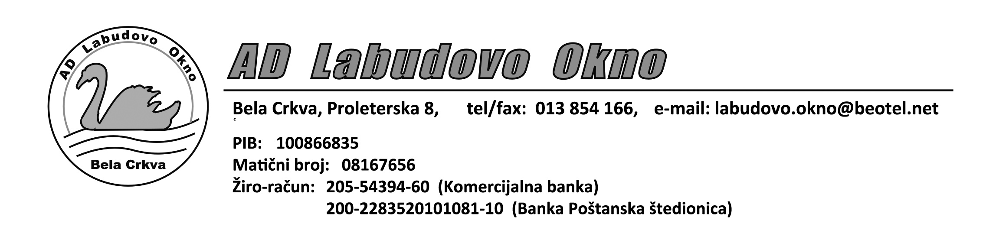 AD Labudovo Okno
Bela Crkva
AD Labudovo Okno
Bela Crkva, Proleterska 8, tel/fax: 013 854 166, e-mail: labudovo.okno@beotel.net
c
PIB: 100866835
Matični broj: 08167656
Žiro-račun: 205-54394-60 (Komercijalna banka)
200-2283520101081-10 (Banka Poštanska štedionica)